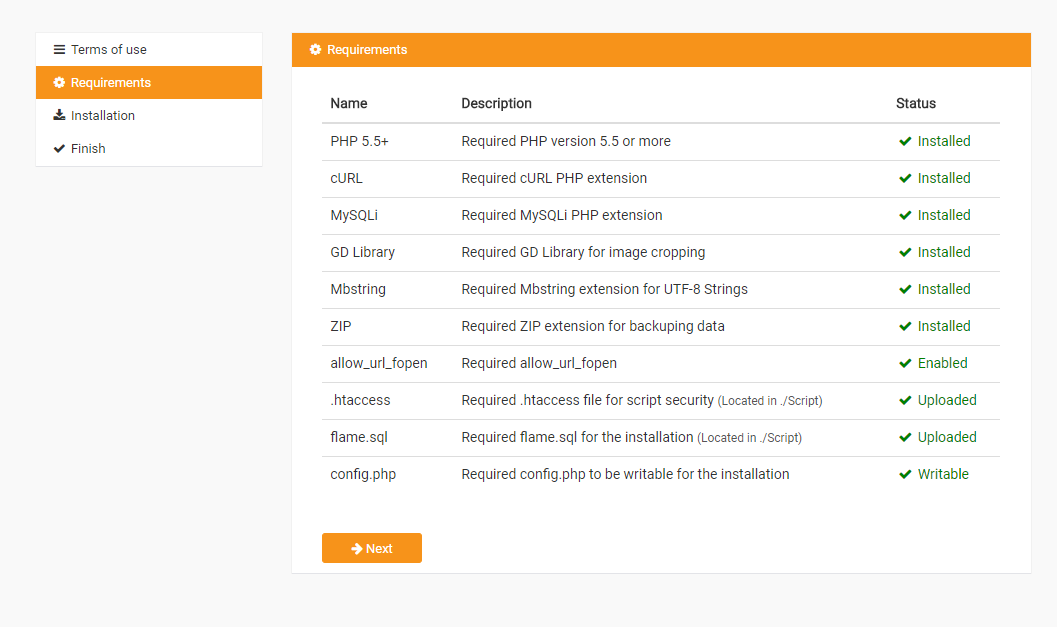 Terms of use
Requirements
Installation
Finish
Requirements
Name Description Status
PHP 5.5+ Required PHP version 5.5 or more Installed
cURL Required cURL PHP extension Installed
MySQLi Required MySQLi PHP extension Installed
GD Library Required GD Library for image cropping Installed
Mbstring Required Mbstring extension for UTF-8 Strings Installed
ZIP Required ZIP extension for backuping data Installed
allow_url_fopen Required allow_url_fopen Enabled
.htaccess Required .htaccess file for script security (Located in ./Script) Uploaded
flame.sql Required flame.sql for the installation (Located in ./Script) Uploaded
config.php Required config.php to be writable for the installation Writable
Next